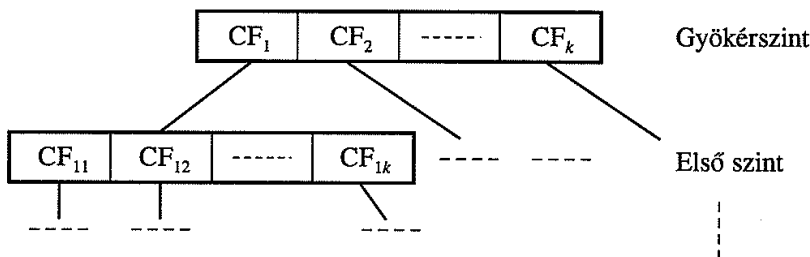 CF₁ CF₂ CFₖ Gyökérszint
CF₁₁ CF₁₂ CF₁ₖ Első szint